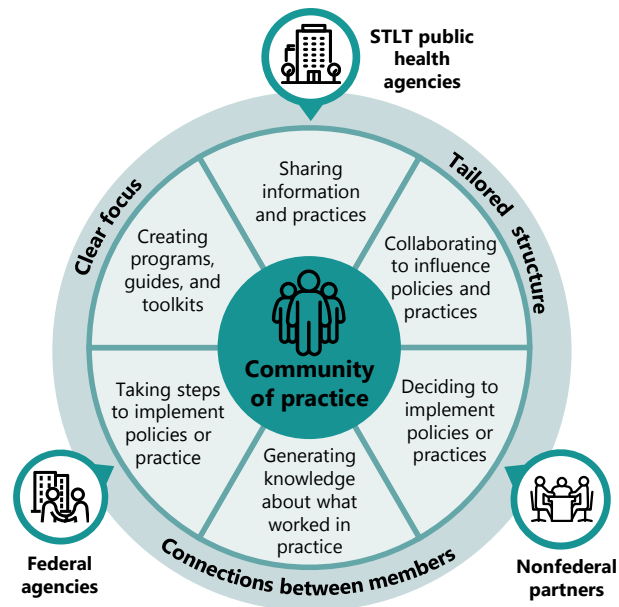 STLT public
health
agencies
Clear focus
Tailored structure
Sharing
information
and practices
Creating
programs,
guides, and
toolkits
Collaborating
to influence
policies and
practices
Community
of practice
Taking steps
to implement
policies or
practice
Deciding to
implement
policies or
practices
Generating
knowledge
about what
worked in
practice
Connections between members
Federal
agencies
Nonfederal
partners